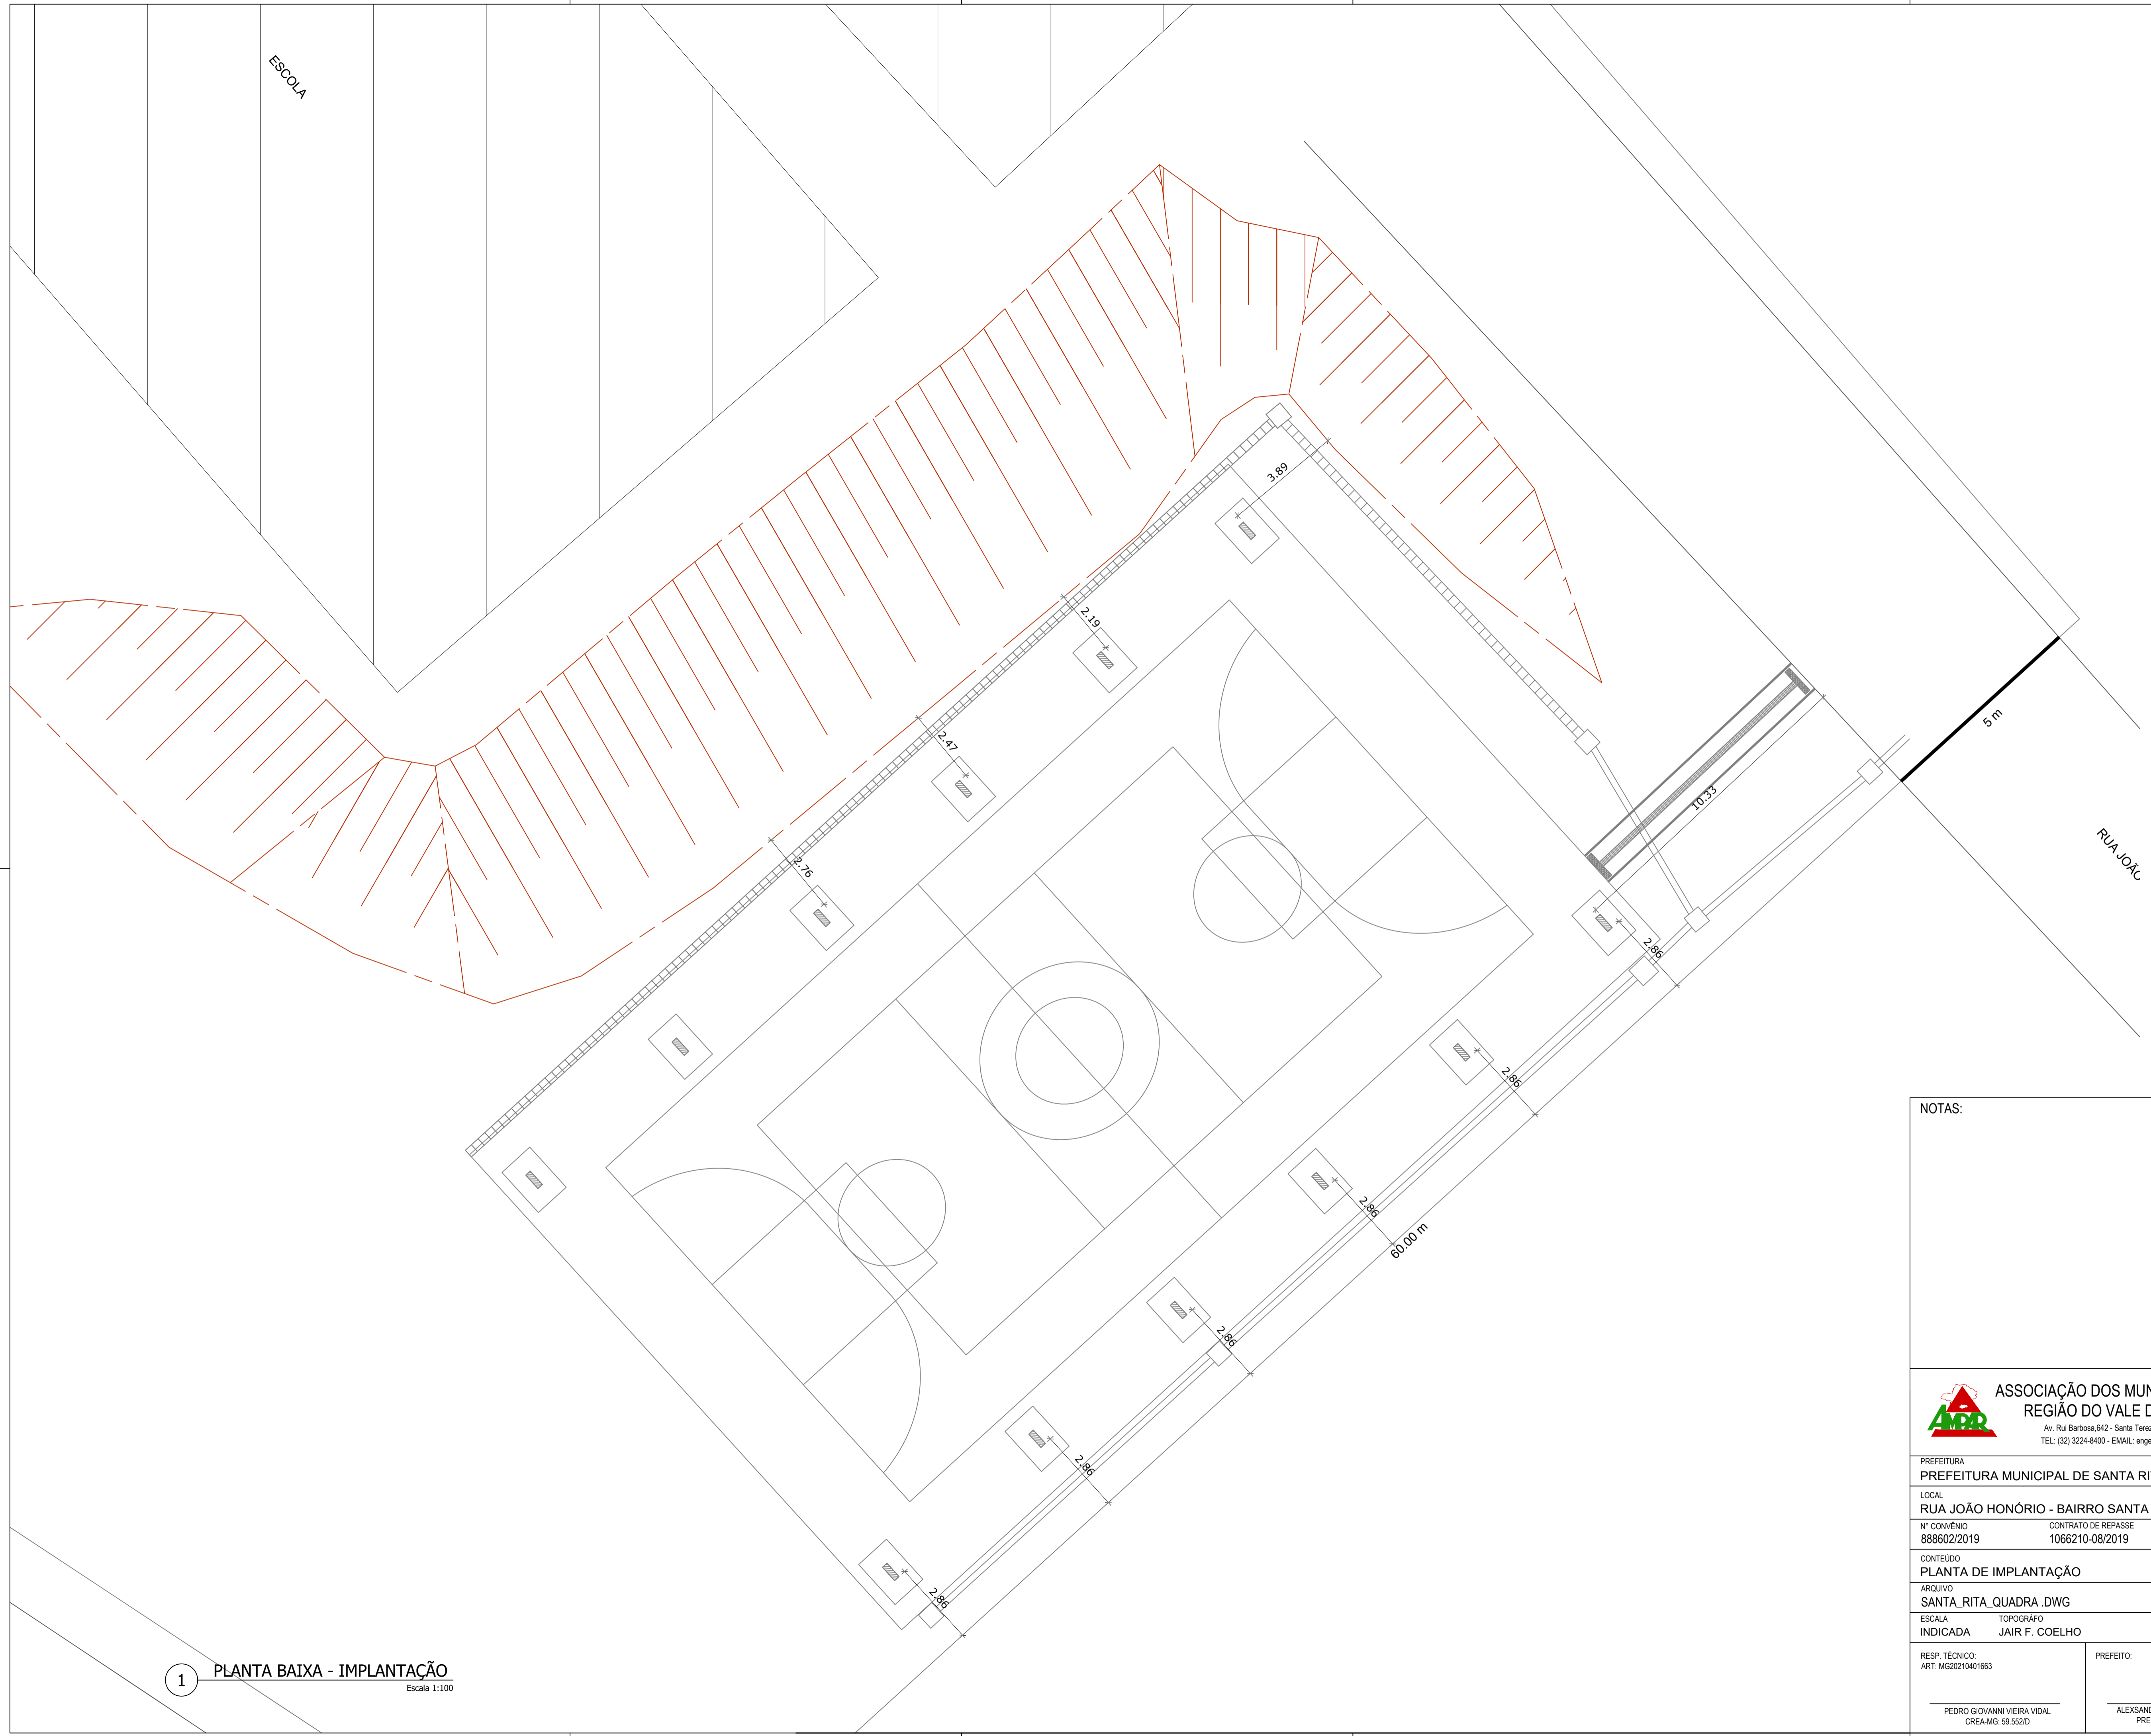 ESCOLA
3.89
2.19
2.47
2.76
10.33
5 m
RUA JOÃO
2.86
2.86
2.86
60.00 m
2.86
2.86
2.86
1
PLANTA BAIXA - IMPLANTAÇÃO
Escala 1:100
NOTAS:
AMPAR
ASSOCIAÇÃO DOS
REGIÃO DO VALE
Av. Rui Barbosa,642 - Santa
TEL: (32) 3224-8400 - EMAIL:
PREFEITURA
PREFEITURA MUNICIPAL DE SANTA
LOCAL
RUA JOÃO HONÓRIO - BAIRRO SANTA
N° CONVÊNIO
CONTRATO DE REPASSE
888602/2019
1066210-08/2019
CONTEÚDO
PLANTA DE IMPLANTAÇÃO
ARQUIVO
SANTA_RITA_QUADRA .DWG
ESCALA
TOPOGRÁFO
INDICADA
JAIR F. COELHO
RESP. TÉCNICO:
ART: MG20210401663
PEDRO GIOVANNI VIEIRA VIDAL
CREA-MG: 59.552/D
PREFEITO: